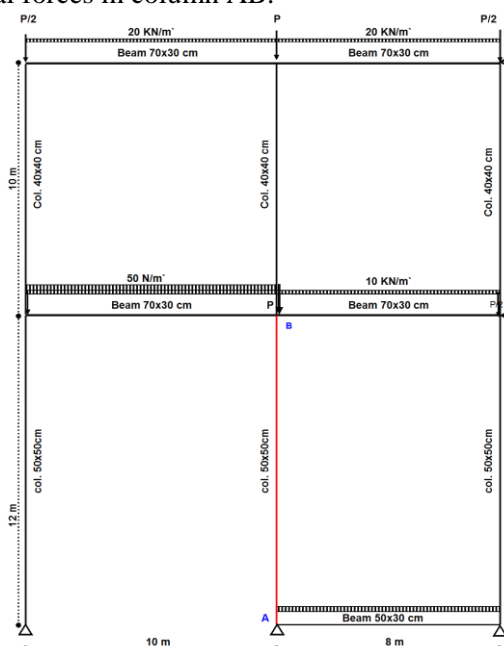 al forces in column AB.
P/2 P P/2
20 KN/m` 20 KN/m`
Beam 70x30 cm Beam 70x30 cm
10 m
Col. 40x40 cm
Col. 40x40 cm
Col. 40x40 cm
50 N/m` 10 KN/m`
Beam 70x30 cm P Beam 70x30 cm P/2
B
12 m
col. 50x50cm
col. 50x50cm
col. 50x50cm
A Beam 50x30 cm
10 m 8 m